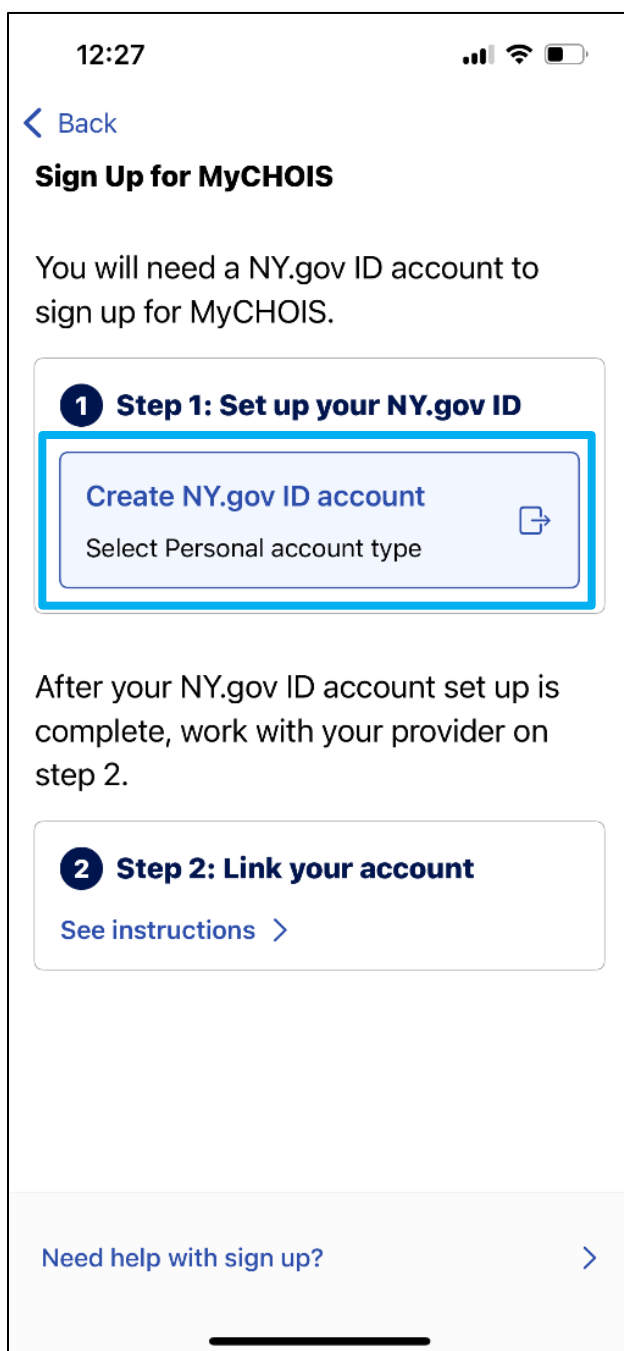 12:27
Back
Sign Up for MyCHOIS
You will need a NY.gov ID account to
sign up for MyCHOIS.
1 Step 1: Set up your NY.gov ID
Create NY.gov ID account
Select Personal account type
After your NY.gov ID account set up is
complete, work with your provider on
step 2.
2 Step 2: Link your account
See instructions
Need help with sign up?